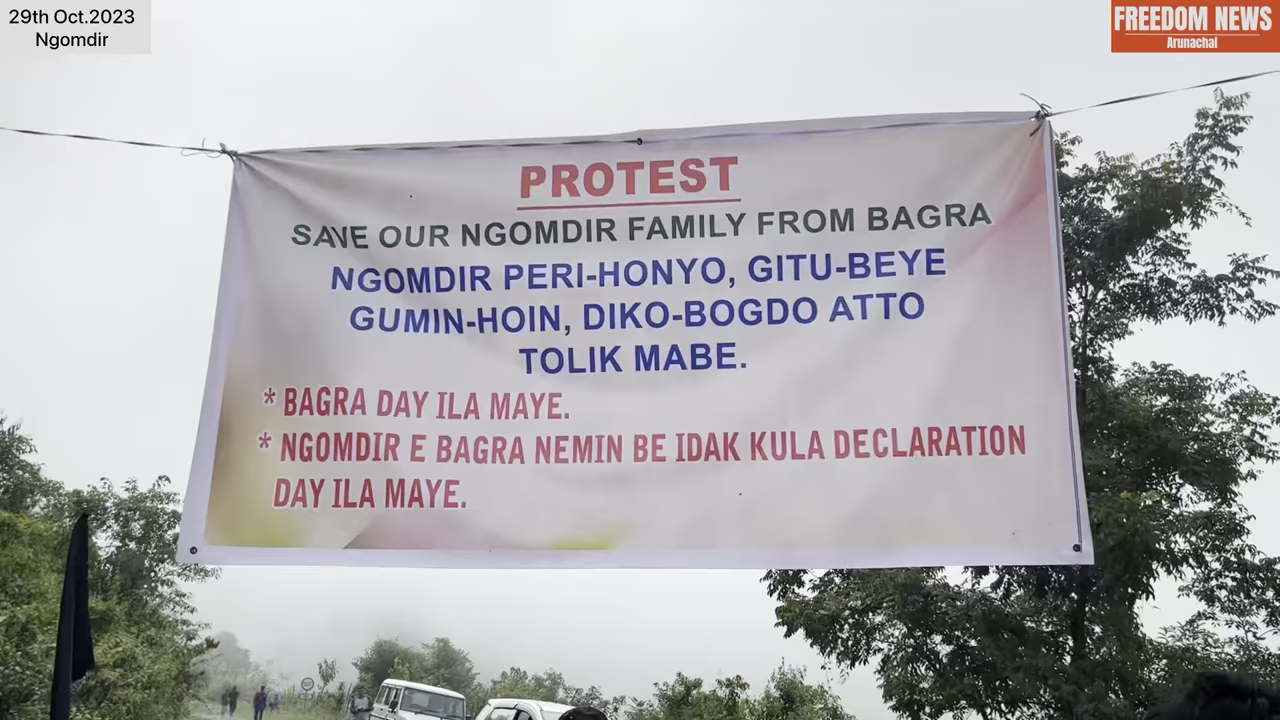 29th Oct.2023
Ngomdir
FREEDOM NEWS
Arunachal
PROTEST
SAVE OUR NGOMDIR FAMILY FROM BAGRA
NGOMDIR PERI-HONYO, GITU-BEYE
GUMIN-HOIN, DIKO-BOGDO ATTO
TOLIK MABE.
* BAGRA DAY ILA MAYE.
* NGOMDIR E BAGRA NEMIN BE IDAK KULA DECLARATION
DAY ILA MAYE.